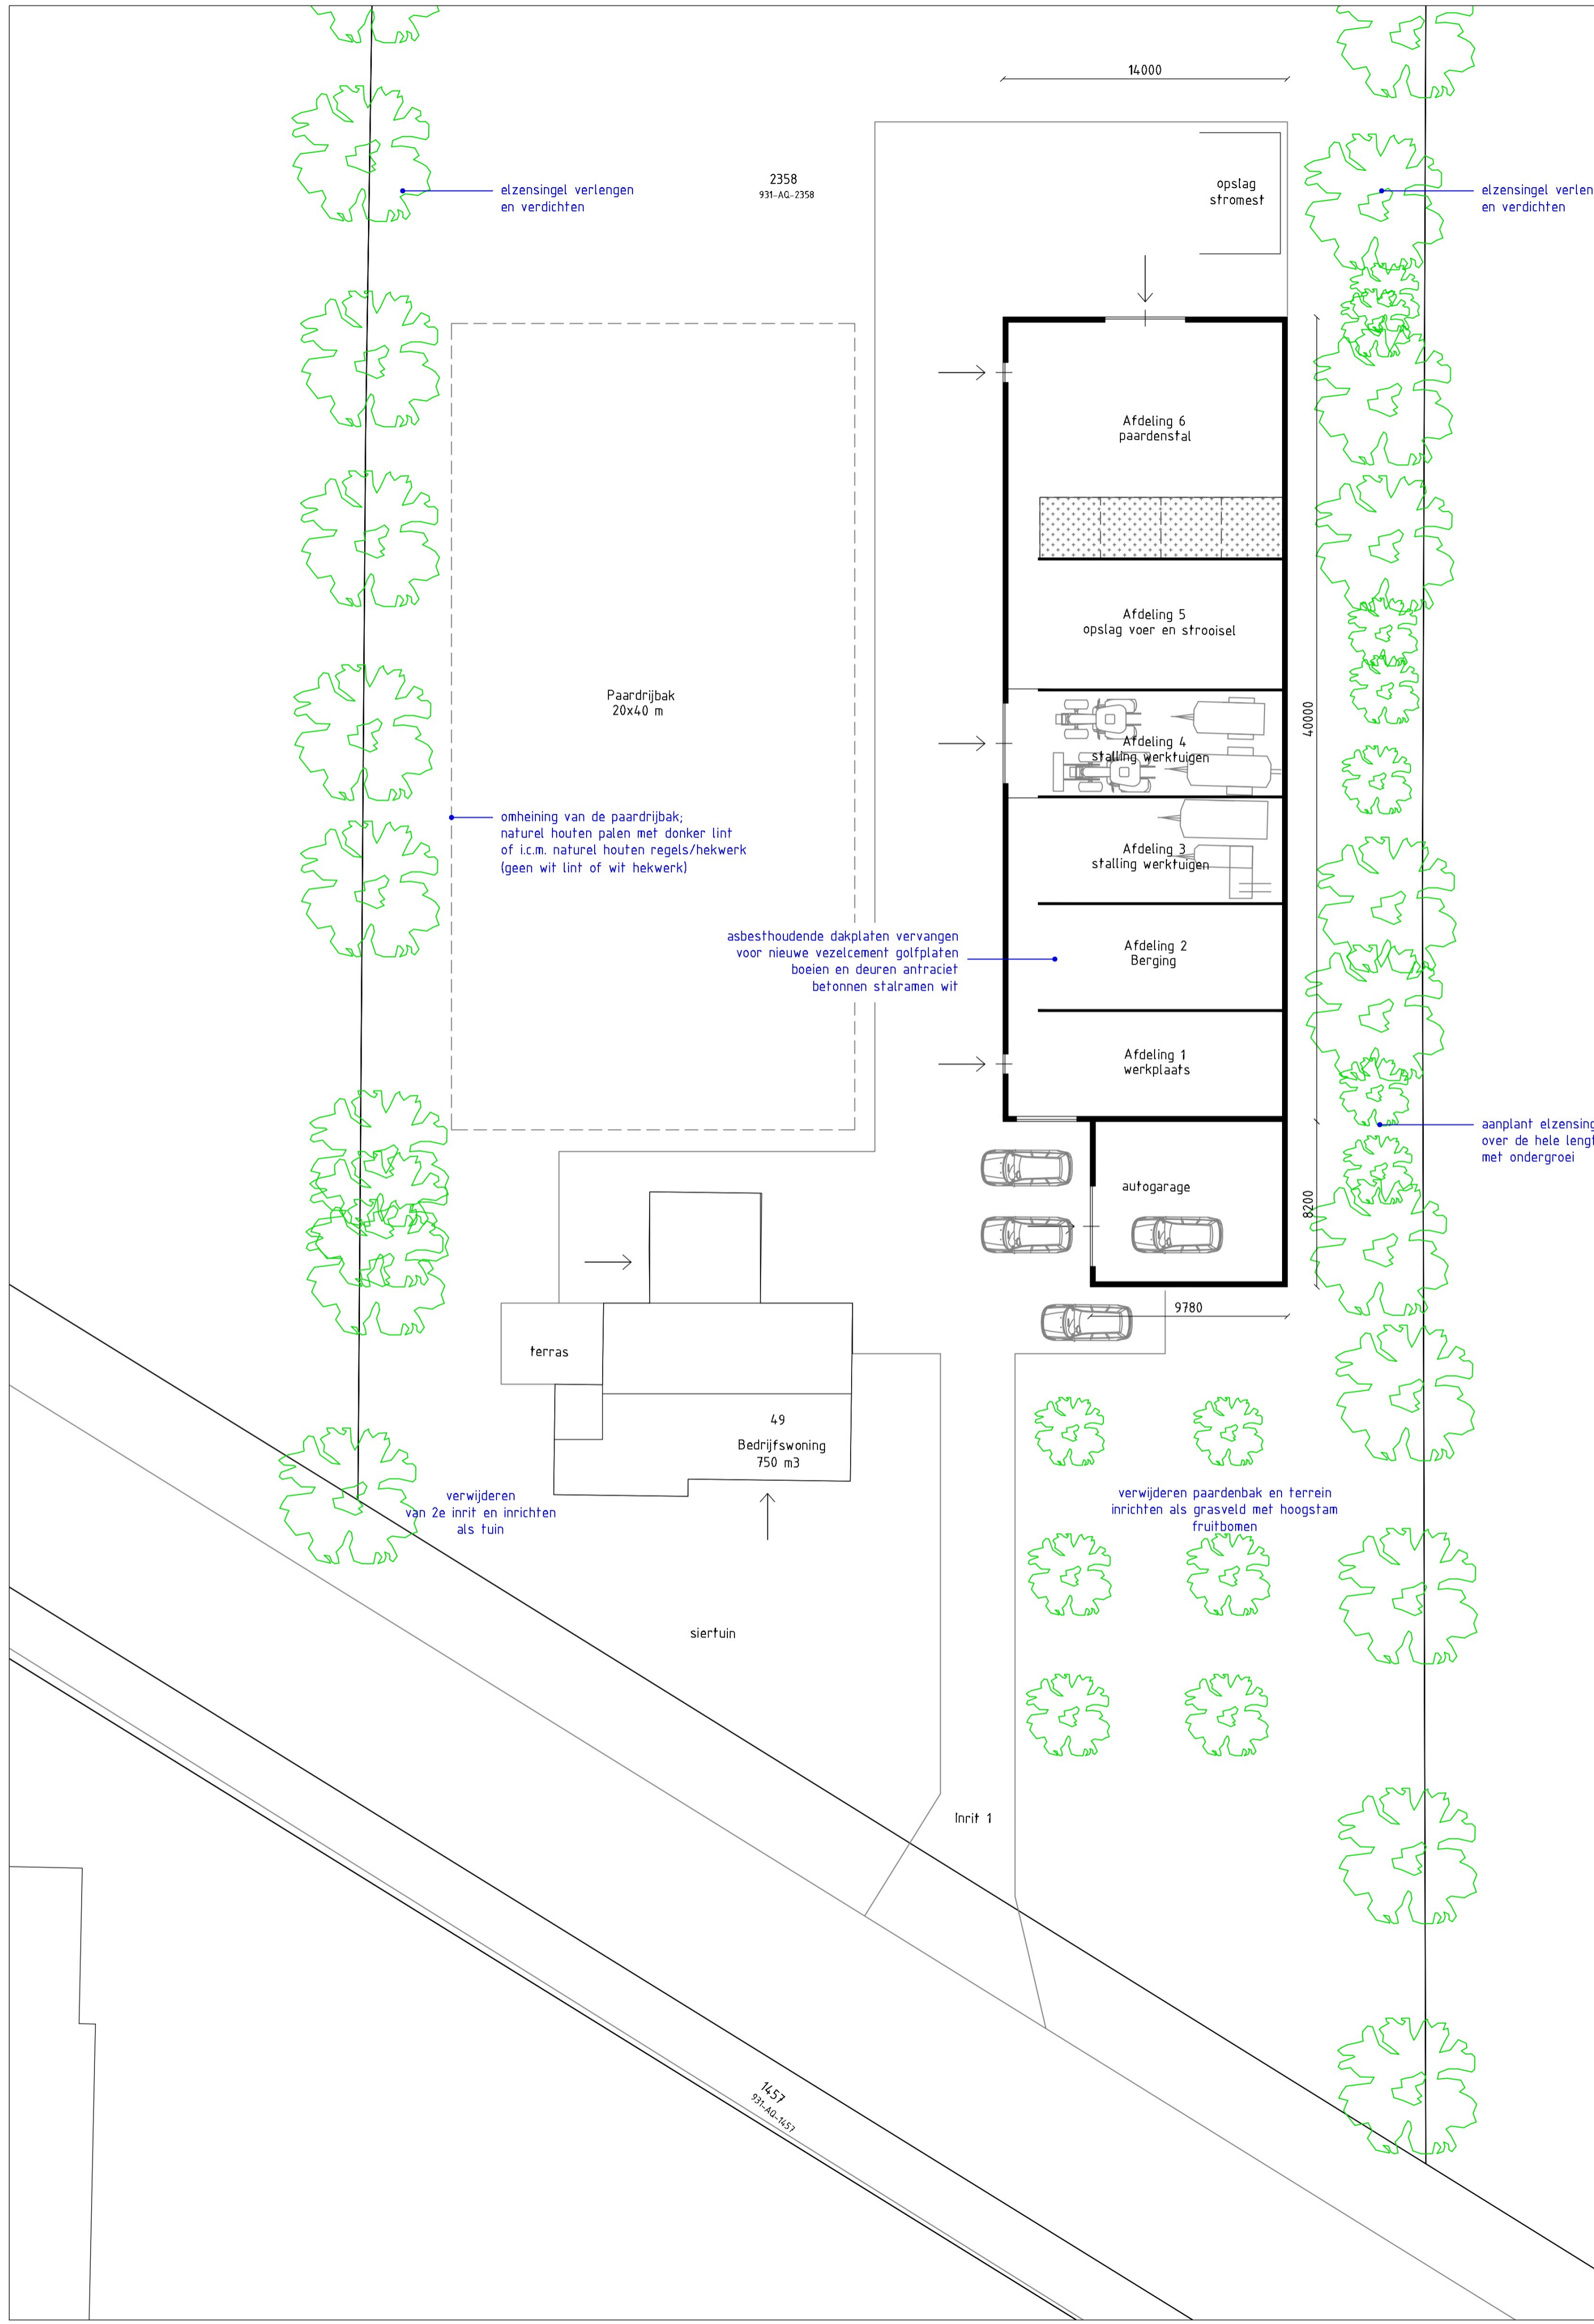 14000
2358
931-AQ-2358
elzensingel verlengen
en verdichten
opslag
stromest
elzensingel verlen
en verdichten
Afdeling 6
paardenstal
Afdeling 5
opslag voer en strooisel
Paardrijbak
20x40 m
40000
Afdeling 4
stalling werktuigen
omheining van de paardrijbak;
naturel houten palen met donker lint
of i.c.m. naturel houten regels/hekwerk
(geen wit lint of wit hekwerk)
Afdeling 3
stalling werktuigen
asbesthoudende dakplaten vervangen
voor nieuwe vezelcement golfplaten
boeien en deuren antraciet
betonnen stalramen wit
Afdeling 2
Berging
Afdeling 1
werkplaats
aanplant elzensing
over de hele lengt
met ondergroei
autogarage
8200
9780
terras
49
Bedrijfswoning
750 m3
verwijderen
van 2e inrit en inrichten
als tuin
verwijderen paardenbak en terrein
inrichten als grasveld met hoogstam
fruitbomen
siertuin
Inrit 1
1457
931-AQ-1457